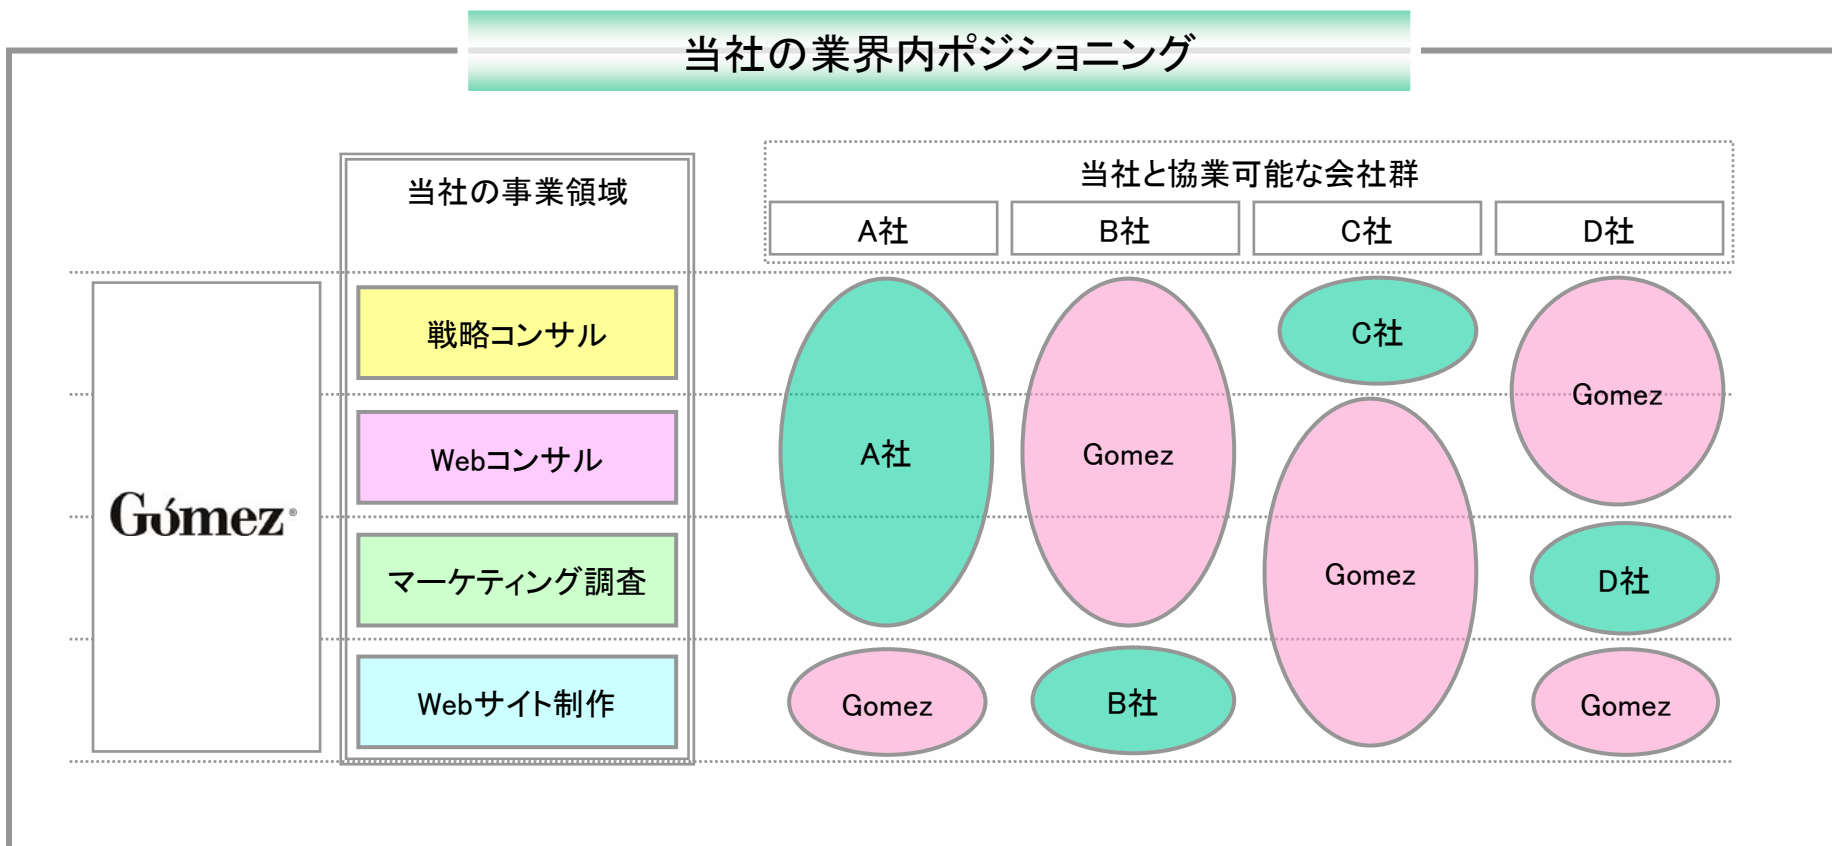 当社の業界内ポジショニング
当社の事業領域
当社と協業可能な会社群
A社
B社
C社
D社
Gómez®
戦略コンサル
Webコンサル
マーケティング調査
Webサイト制作
A社
Gomez
Gomez
B社
C社
Gomez
Gomez
D社
Gomez